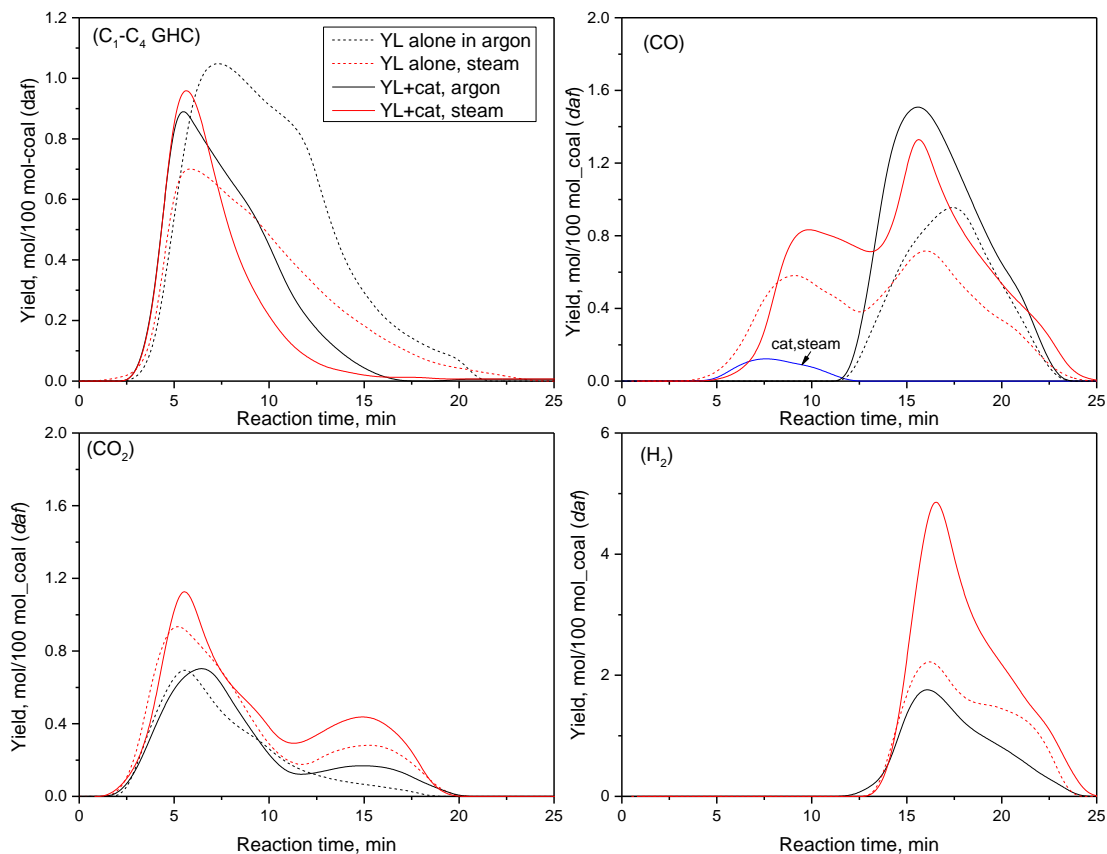 (C₁-C₄ GHC)
YL alone in argon
YL alone, steam
YL+cat, argon
YL+cat, steam
Yield, mol/100 mol-coal (daf)
1.2
1.0
0.8
0.6
0.4
0.2
0.0
0 5 10 15 20 25
Reaction time, min
(CO)
cat,steam
Yield, mol/100 mol_coal (daf)
2.0
1.6
1.2
0.8
0.4
0.0
0 5 10 15 20 25
Reaction time, min
(CO₂)
Yield, mol/100 mol_coal (daf)
2.0
1.6
1.2
0.8
0.4
0.0
0 5 10 15 20 25
Reaction time, min
(H₂)
Yield, mol/100 mol_coal (daf)
6
4
2
0
0 5 10 15 20 25
Reaction time, min